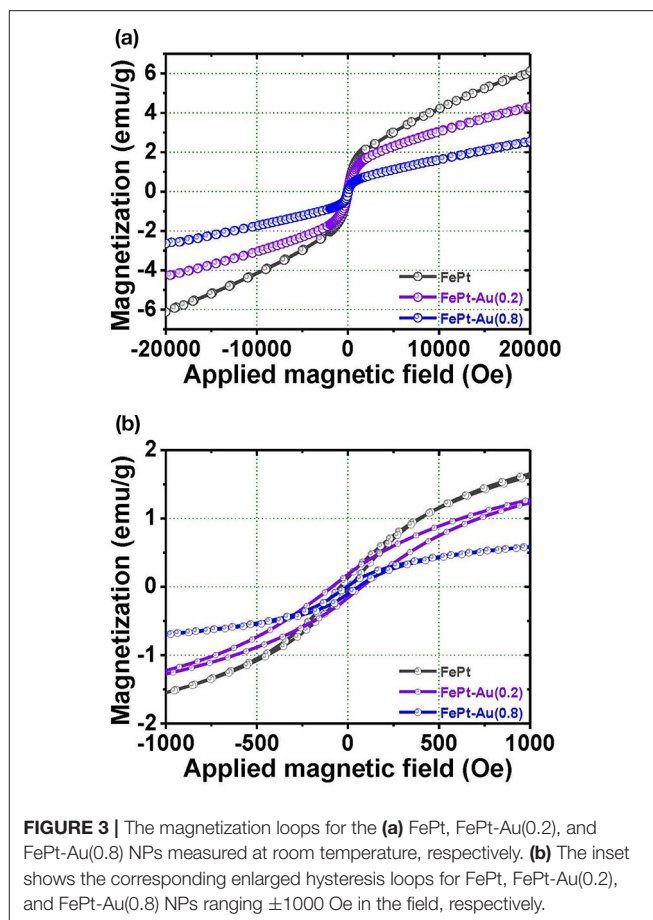 (a)
6
4
2
0
-2
-4
-6
Magnetization (emu/g)
FePt
FePt-Au(0.2)
FePt-Au(0.8)
-20000 -10000 0 10000 20000
Applied magnetic field (Oe)
(b)
2
1
0
-1
-2
Magnetization (emu/g)
FePt
FePt-Au(0.2)
FePt-Au(0.8)
-1000 -500 0 500 1000
Applied magnetic field (Oe)
FIGURE 3 | The magnetization loops for the (a) FePt, FePt-Au(0.2), and
FePt-Au(0.8) NPs measured at room temperature, respectively. (b) The inset
shows the corresponding enlarged hysteresis loops for FePt, FePt-Au(0.2),
and FePt-Au(0.8) NPs ranging ±1000 Oe in the field, respectively.